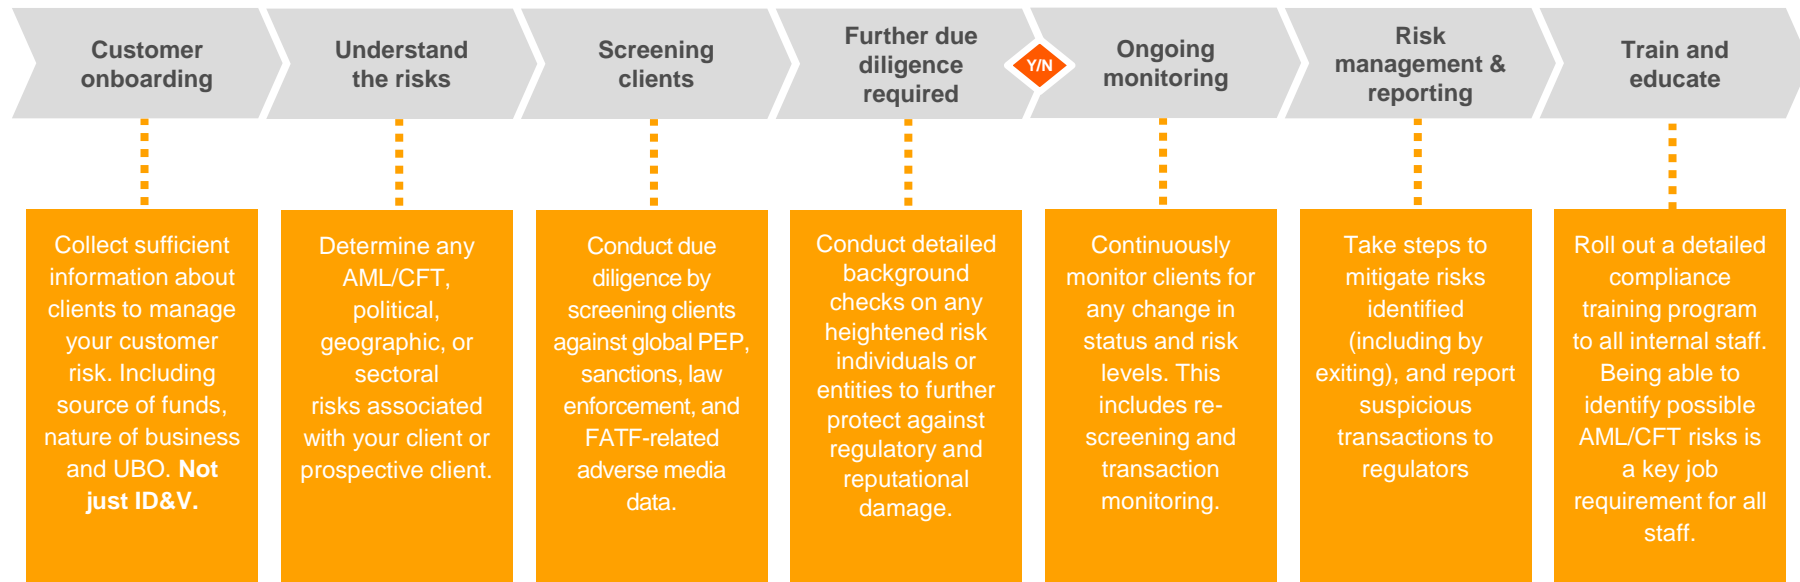 Customer
onboarding
Understand
the risks
Screening
clients
Further due
diligence
required
Y/N
Ongoing
monitoring
Risk
management &
reporting
Train and
educate
Collect sufficient
information about
clients to manage
your customer
risk. Including
source of funds,
nature of business
and UBO. Not
just ID&V.
Determine any
AML/CFT,
political,
geographic, or
sectoral
risks associated
with your client or
prospective client.
Conduct due
diligence by
screening clients
against global PEP,
sanctions, law
enforcement, and
FATF-related
adverse media
data.
Conduct detailed
background
checks on any
heightened risk
individuals or
entities to further
protect against
regulatory and
reputational
damage.
Continuously
monitor clients for
any change in
status and risk
levels. This
includes re-
screening and
transaction
monitoring.
Take steps to
mitigate risks
identified
(including by
exiting), and report
suspicious
transactions to
regulators
Roll out a detailed
compliance
training program
to all internal staff.
Being able to
identify possible
AML/CFT risks is
a key job
requirement for all
staff.